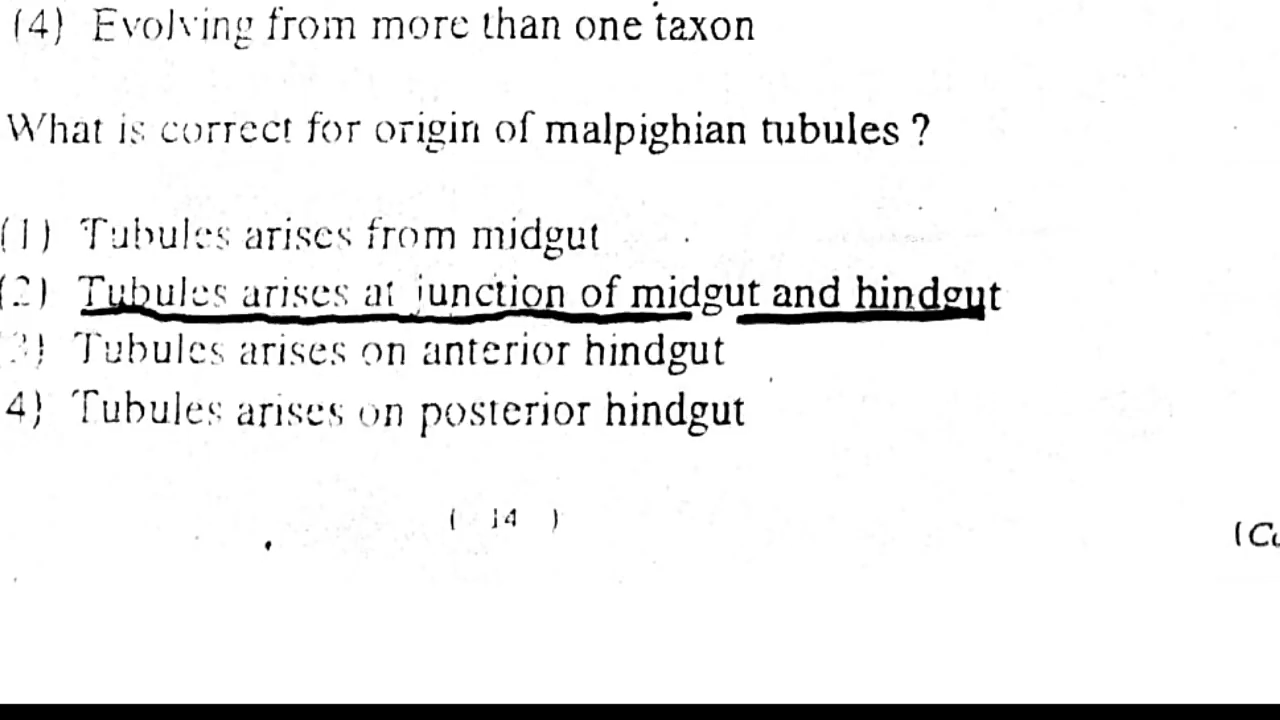 (4) Evolving from more than one taxon
What is correct for origin of malpighian tubules ?
(1) Tubules arises from midgut
(2) Tubules arises at junction of midgut and hindgut
3) Tubules arises on anterior hindgut
4) Tubules arises on posterior hindgut
( 14 )